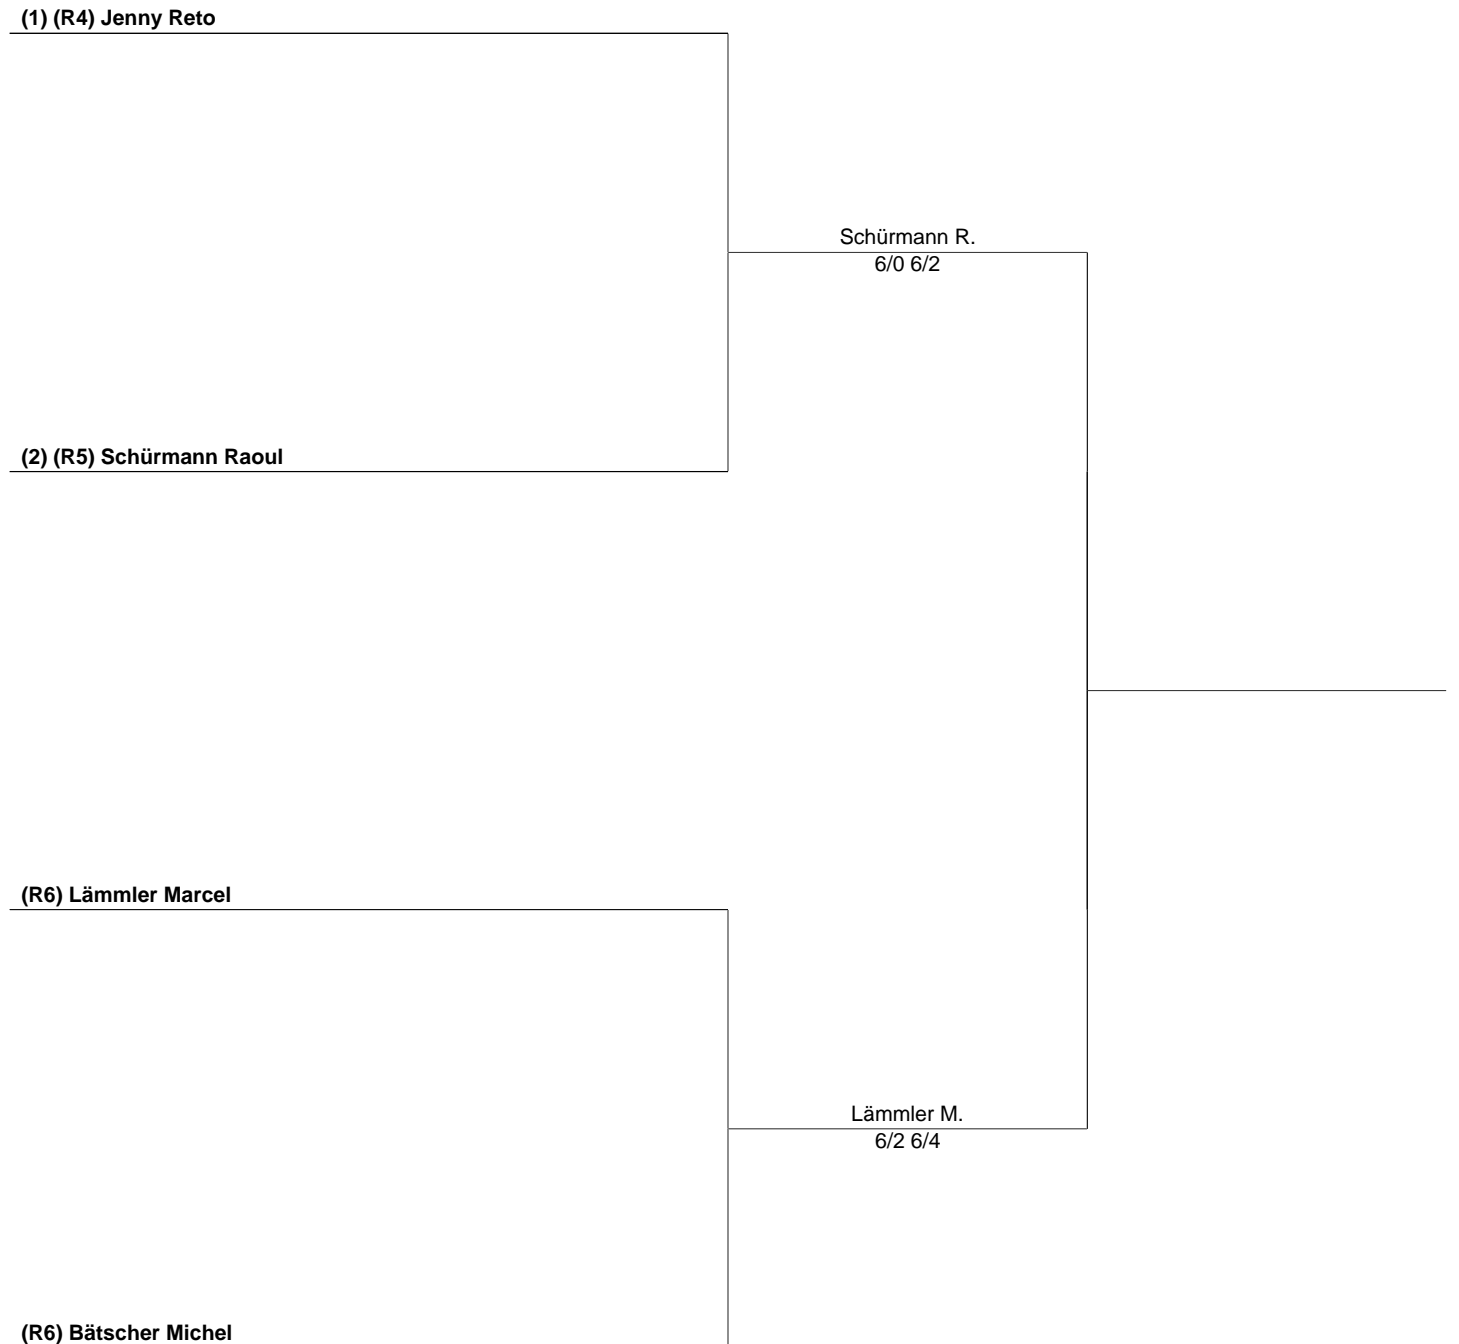 (1) (R4) Jenny Reto
Schürmann R.
6/0 6/2
(2) (R5) Schürmann Raoul
(R6) Lämmler Marcel
Lämmler M.
6/2 6/4
(R6) Bätscher Michel